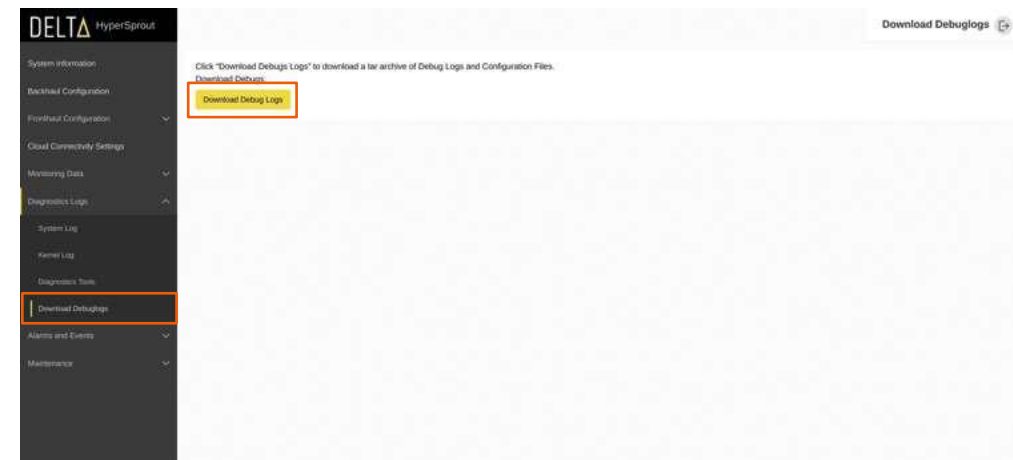 DELTA HyperSprout
Download Debuglogs
System Information
Backhaul Configuration
Fronthaul Configuration
Cloud Connectivity Settings
Monitoring Data
Diagnostics Logs
System Log
Kernel Log
Diagnostics Tools
Download Debuglogs
Alarms and Events
Maintenance
Click "Download Debugs Logs" to download a tar archive of Debug Logs and Configuration Files.
Download Debugs:
Download Debug Logs